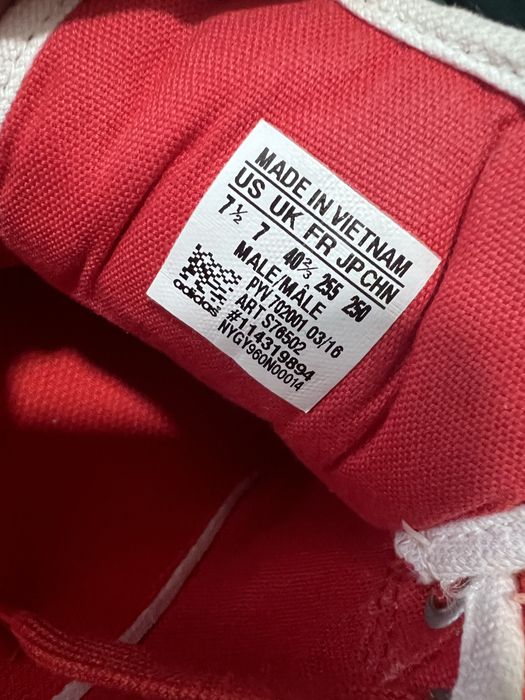 MADE IN VIETNAM
US UK FR JP CHN
7½ 7 40⅔ 255 250
MALE/MÂLE
PW 702001 03/16
ART S76502
#114319894
NYGY960N00014
adidas